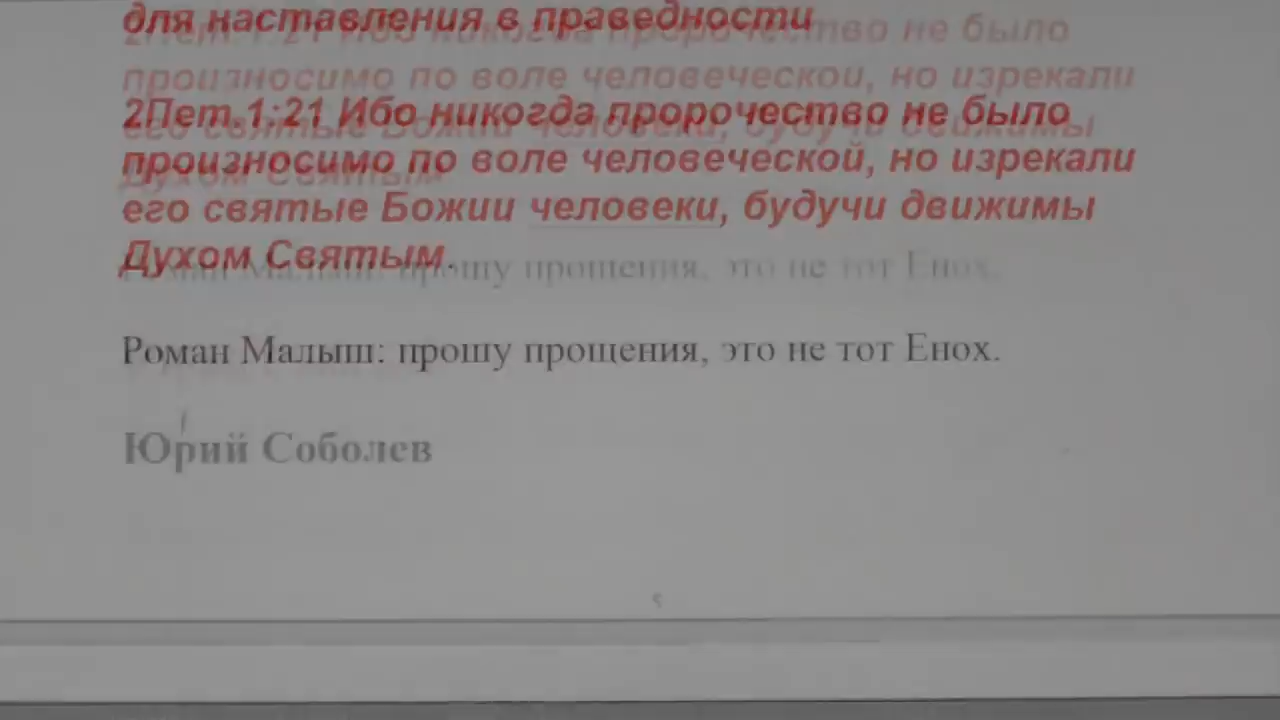 для наставления в праведности
2Пет.1:21 Ибо никогда пророчество не было
произносимо по воле человеческой, но изрекали
его святые Божии человеки, будучи движимы
Духом Святым.
Роман Малыш: прошу прощения, это не тот Енох.
Юрий Соболев